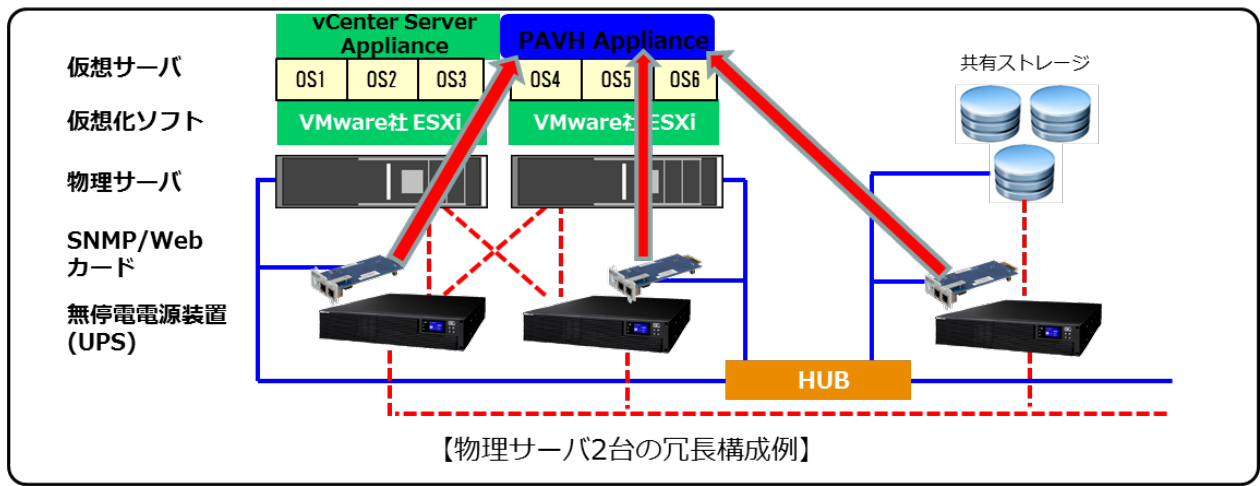 vCenter Server
Appliance
PAVH Appliance
仮想サーバ
OS1
OS2
OS3
OS4
OS5
OS6
共有ストレージ
仮想化ソフト
VMware社 ESXi
VMware社 ESXi
物理サーバ
SNMP/Web
カード
無停電電源装置
(UPS)
HUB
【物理サーバ2台の冗長構成例】